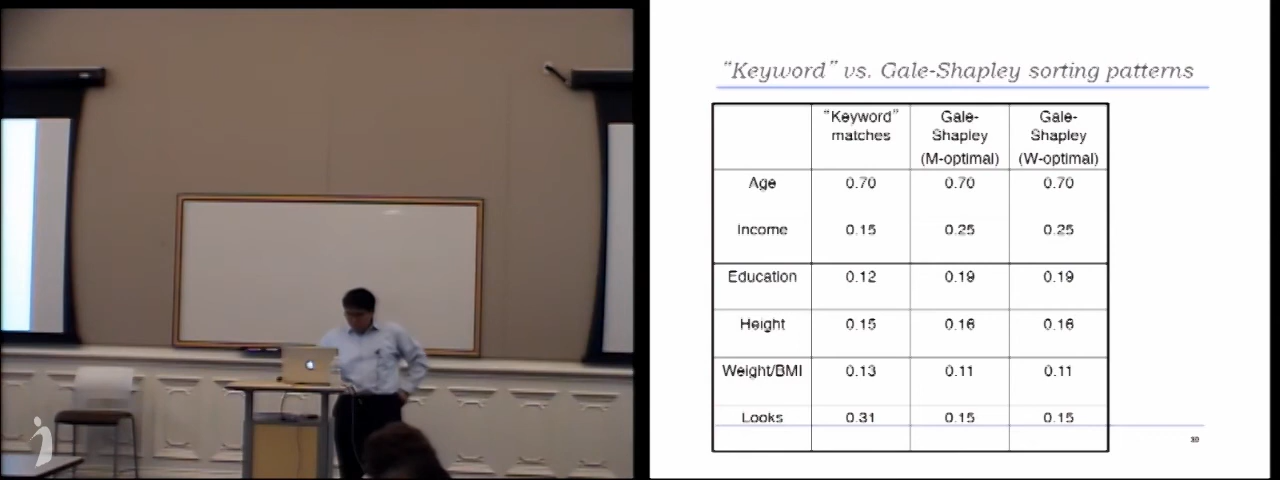 “Keyword” vs. Gale-Shapley sorting patterns
“Keyword” matches Gale-Shapley (M-optimal) Gale-Shapley (W-optimal)
Age 0.70 0.70 0.70
Income 0.15 0.25 0.25
Education 0.12 0.19 0.19
Height 0.15 0.16 0.16
Weight/BMI 0.13 0.11 0.11
Looks 0.31 0.15 0.15